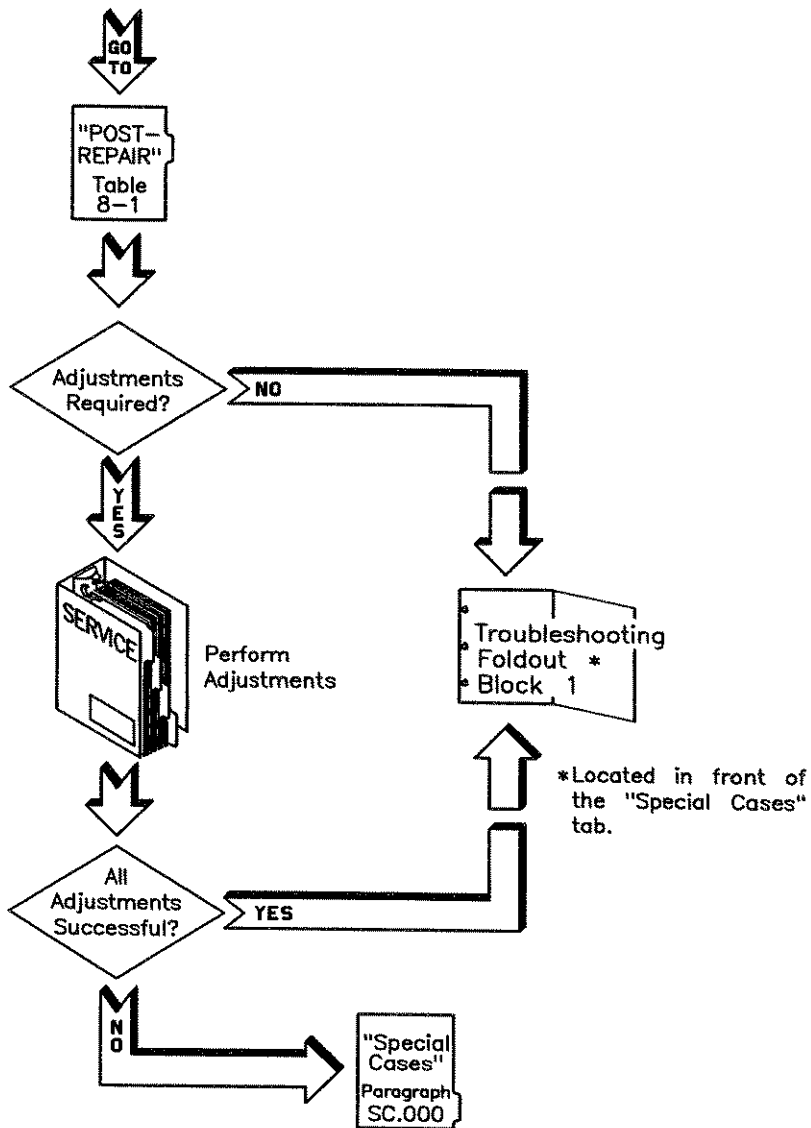 GO
TO
"POST-
REPAIR"
Table
8-1
Adjustments
Required?
NO
YES
SERVICE
Perform
Adjustments
Troubleshooting
Foldout *
Block 1
*Located in front of
the "Special Cases"
tab.
All
Adjustments
Successful?
YES
NO
"Special
Cases"
Paragraph
SC.000